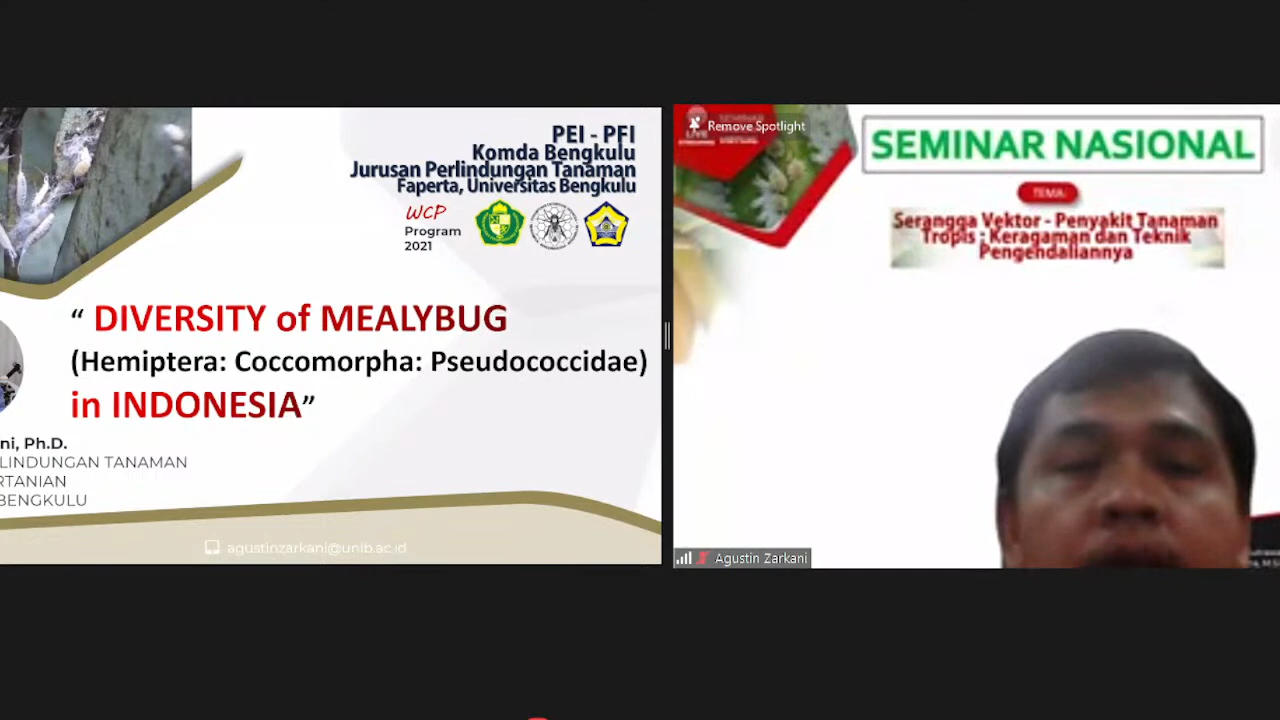 PEI - PFI
Komda Bengkulu
Jurusan Perlindungan Tanaman
Faperta, Universitas Bengkulu
WCP
Program
2021
“ DIVERSITY of MEALYBUG
(Hemiptera: Coccomorpha: Pseudococcidae)
in INDONESIA”
ni, Ph.D.
LINDUNGAN TANAMAN
RTANIAN
BENGKULU
agustinzarkani@unib.ac.id
Remove Spotlight
SEMINAR NASIONAL
TEMA:
Serangga Vektor - Penyakit Tanaman
Tropis : Keragaman dan Teknik
Pengendaliannya
Agustin Zarkani